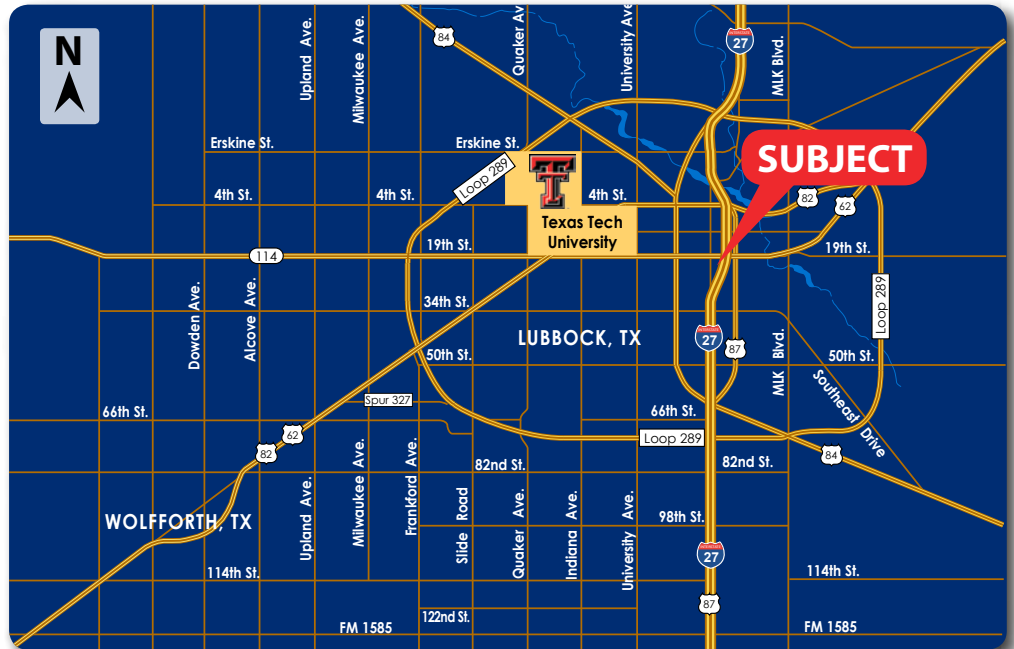 N
Upland Ave.
Milwaukee Ave.
84
Quaker Av
University Ave
INTERSTATE
27
MLK Blvd.
Erskine St.
Erskine St.
Loop 289
SUBJECT
4th St.
4th St.
T
4th St.
82
62
Texas Tech
University
19th St.
19th St.
114
Dowden Ave.
Alcove Ave.
34th St.
LUBBOCK, TX
INTERSTATE
27
87
MLK Blvd.
Loop 289
50th St.
50th St.
Southeast Drive
Spur 327
66th St.
66th St.
62
82
Loop 289
84
Upland Ave.
Milwaukee Ave.
Frankford Ave.
Slide Road
82nd St.
Quaker Ave.
Indiana Ave.
University Ave.
82nd St.
WOLFFORTH, TX
98th St.
INTERSTATE
27
114th St.
114th St.
87
122nd St.
FM 1585
FM 1585